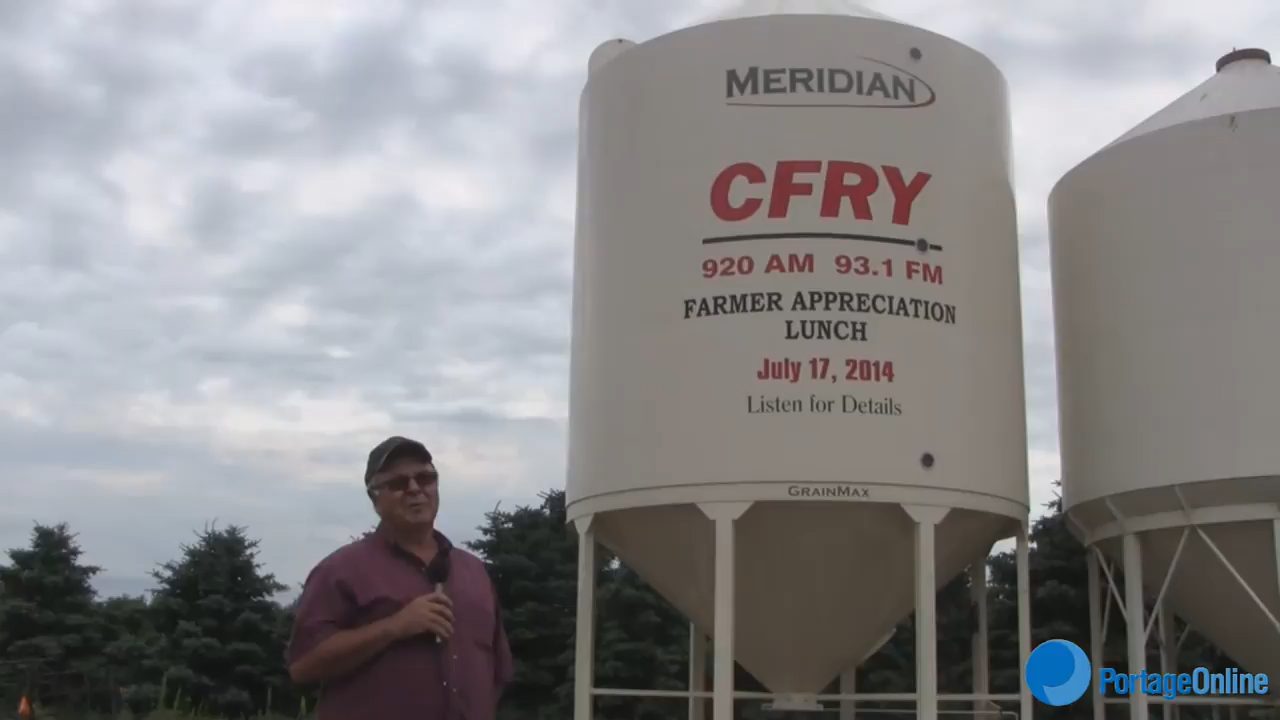 MERIDIAN
CFRY
920 AM 93.1 FM
FARMER APPRECIATION
LUNCH
July 17, 2014
Listen for Details
GRAINMAX
PortageOnline